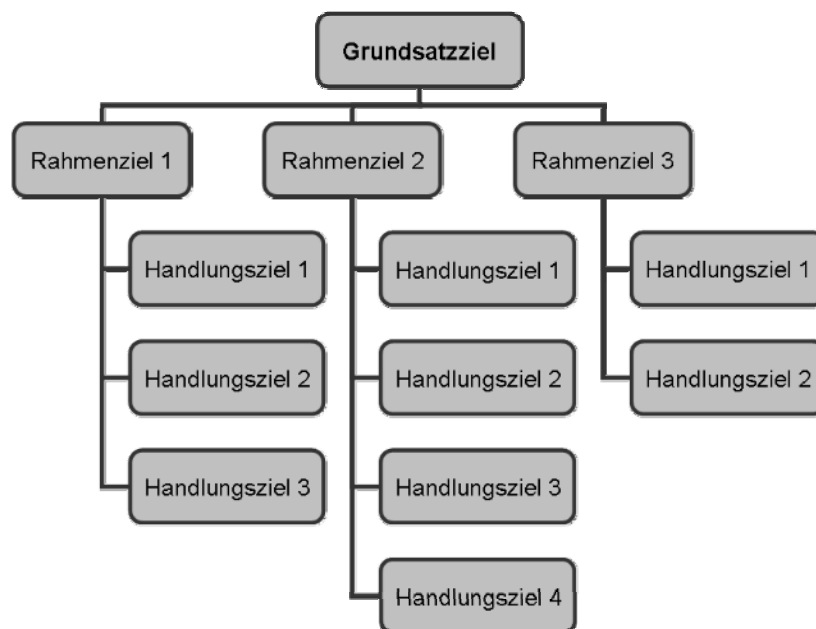 Grundsatzziel
Rahmenziel 1
Rahmenziel 2
Rahmenziel 3
Handlungsziel 1
Handlungsziel 1
Handlungsziel 1
Handlungsziel 2
Handlungsziel 2
Handlungsziel 2
Handlungsziel 3
Handlungsziel 3
Handlungsziel 4